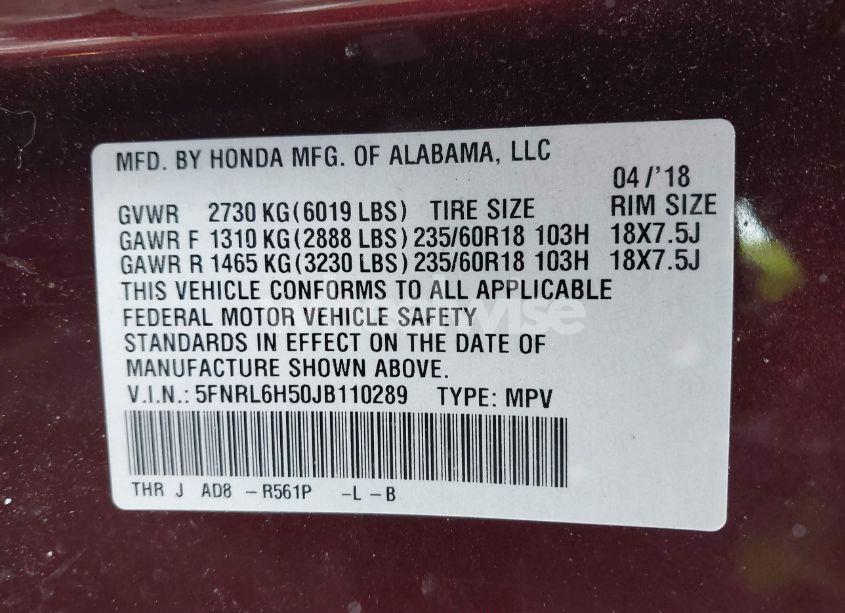 MFD. BY HONDA MFG. OF ALABAMA, LLC
04/'18
GVWR 2730 KG(6019 LBS) TIRE SIZE RIM SIZE
GAWR F 1310 KG(2888 LBS) 235/60R18 103H 18X7.5J
GAWR R 1465 KG(3230 LBS) 235/60R18 103H 18X7.5J
THIS VEHICLE CONFORMS TO ALL APPLICABLE
FEDERAL MOTOR VEHICLE SAFETY
STANDARDS IN EFFECT ON THE DATE OF
MANUFACTURE SHOWN ABOVE.
V.I.N.: 5FNRL6H50JB110289 TYPE: MPV
THR J AD8 -R561P -L -B